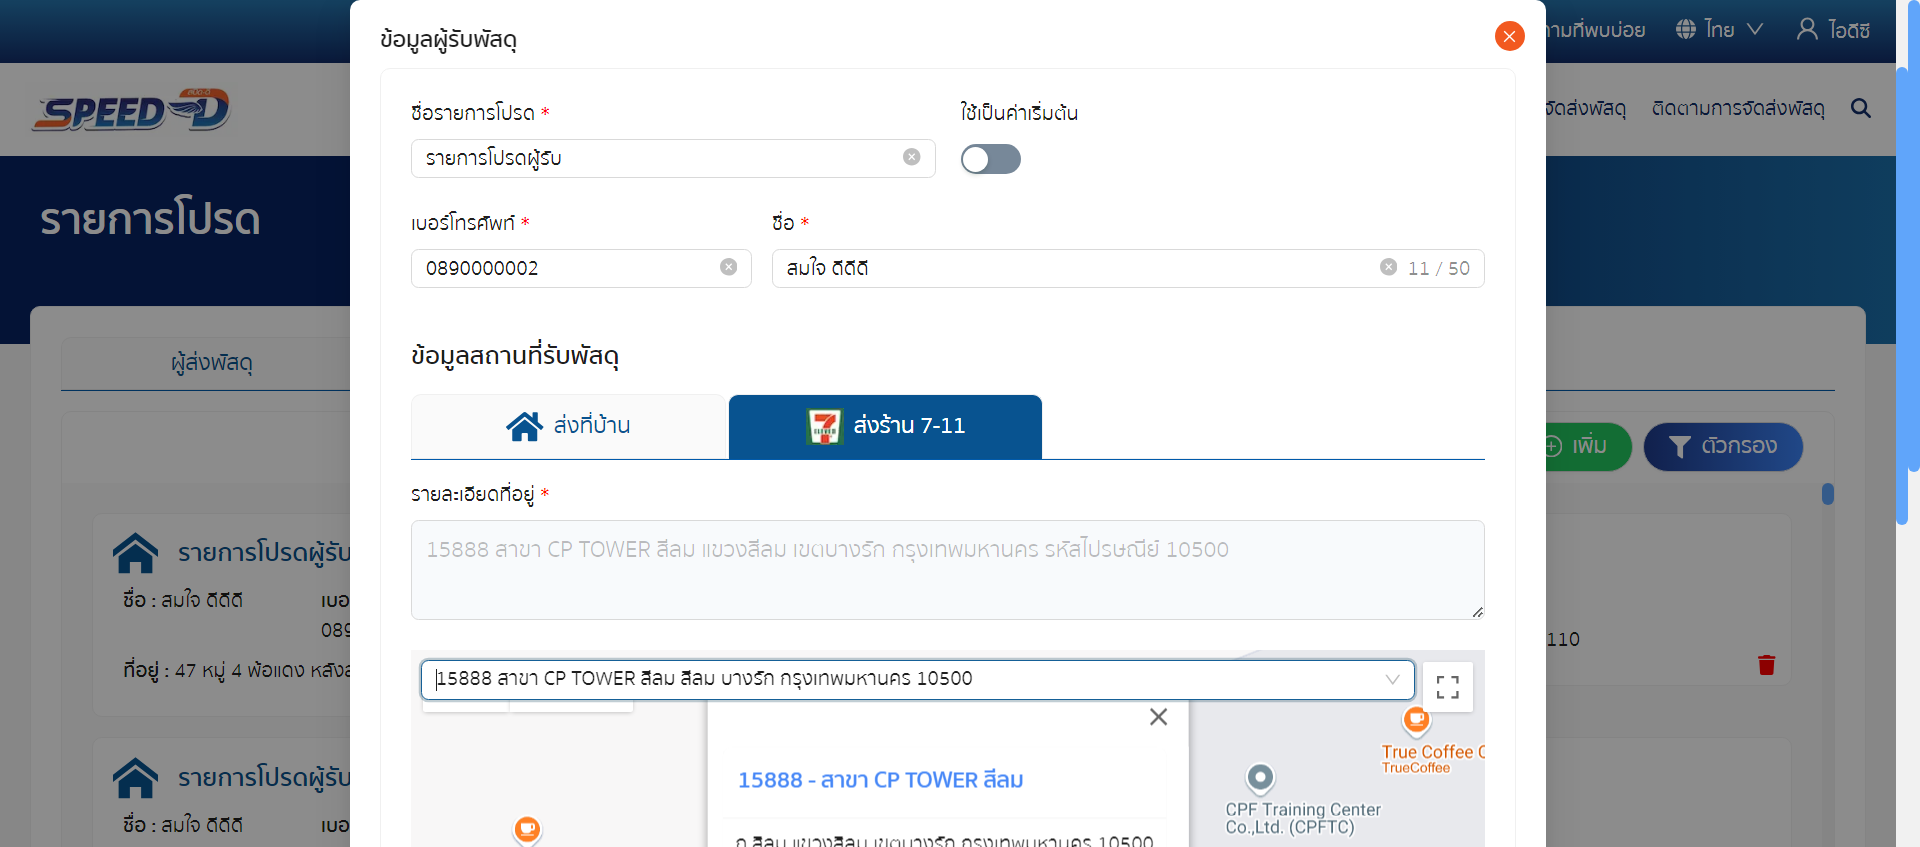 ข้อมูลผู้รับพัสดุ
ามที่พบบ่อย ไทย ไอดีซี
SPEED-D
จัดส่งพัสดุ ติดตามการจัดส่งพัสดุ
ชื่อรายการโปรด * ใช้เป็นค่าเริ่มต้น
รายการโปรดผู้รับ
รายการโปรด
เบอร์โทรศัพท์ * ชื่อ *
0890000002 สมใจ ดีดีดี 11 / 50
ข้อมูลสถานที่รับพัสดุ
ผู้ส่งพัสดุ
ส่งที่บ้าน 7 ELEVEN ส่งร้าน 7-11
เพิ่ม ตัวกรอง
รายละเอียดที่อยู่ *
15888 สาขา CP TOWER สีลม แขวงสีลม เขตบางรัก กรุงเทพมหานคร รหัสไปรษณีย์ 10500
รายการโปรดผู้รับ
ชื่อ : สมใจ ดีดีดี เบอ
089
110
ที่อยู่ : 47 หมู่ 4 พ้อแดง หลังส
15888 สาขา CP TOWER สีลม สีลม บางรัก กรุงเทพมหานคร 10500
True Coffee C
TrueCoffee
15888 - สาขา CP TOWER สีลม
CPF Training Center
Co.,Ltd. (CPFTC)
รายการโปรดผู้รับ
ชื่อ : สมใจ ดีดีดี เบอ
ถ.สีลม แขวงสีลม เขตบางรัก กรุงเทพมหานคร 10500